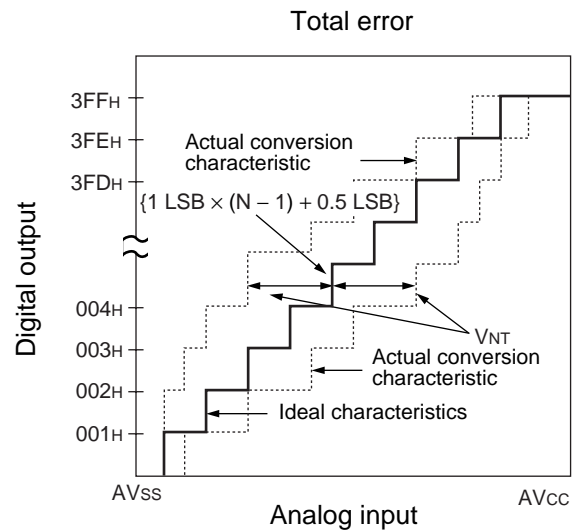 Total error
3FFH
3FEH
3FDH
004H
003H
002H
001H
Digital output
Actual conversion
characteristic
{1 LSB × (N − 1) + 0.5 LSB}
VNT
Actual conversion
characteristic
Ideal characteristics
AVSS
AVCC
Analog input